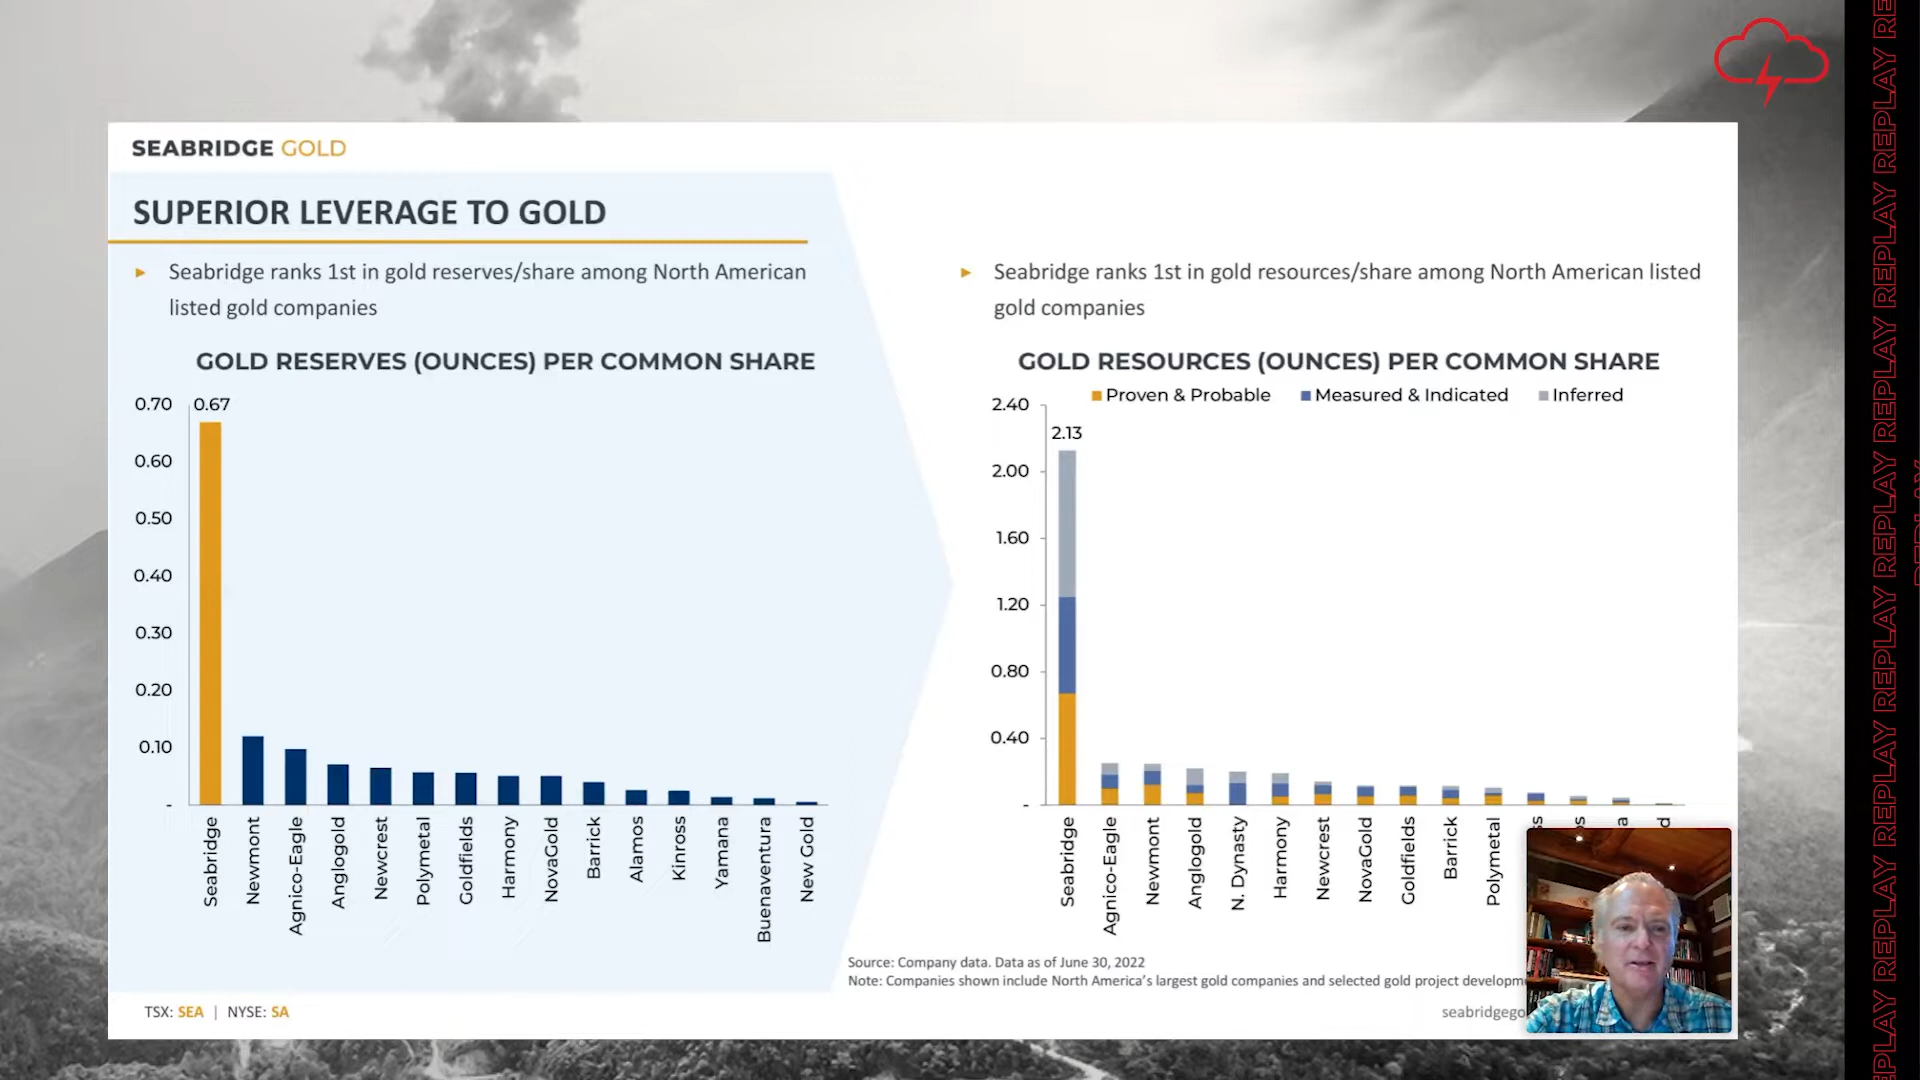 SEABRIDGE GOLD
SUPERIOR LEVERAGE TO GOLD
▸ Seabridge ranks 1st in gold reserves/share among North American
listed gold companies
GOLD RESERVES (OUNCES) PER COMMON SHARE
0.70
0.67
0.60
0.50
0.40
0.30
0.20
0.10
-
Seabridge
Newmont
Agnico-Eagle
Anglogold
Newcrest
Polymetal
Goldfields
Harmony
NovaGold
Barrick
Alamos
Kinross
Yamana
Buenaventura
New Gold
▸ Seabridge ranks 1st in gold resources/share among North American listed
gold companies
GOLD RESOURCES (OUNCES) PER COMMON SHARE
Proven & Probable Measured & Indicated Inferred
2.40
2.13
2.00
1.60
1.20
0.80
0.40
-
Seabridge
Agnico-Eagle
Newmont
Anglogold
N. Dynasty
Harmony
Newcrest
NovaGold
Goldfields
Barrick
Polymetal
s
s
a
d
Source: Company data. Data as of June 30, 2022
Note: Companies shown include North America's largest gold companies and selected gold project developm
TSX: SEA | NYSE: SA
seabridgego
REPLAY REPLAY REPLAY REPLAY REPLAY REPLAY REPLAY REPLAY REPLAY REPLAY
REPLAY